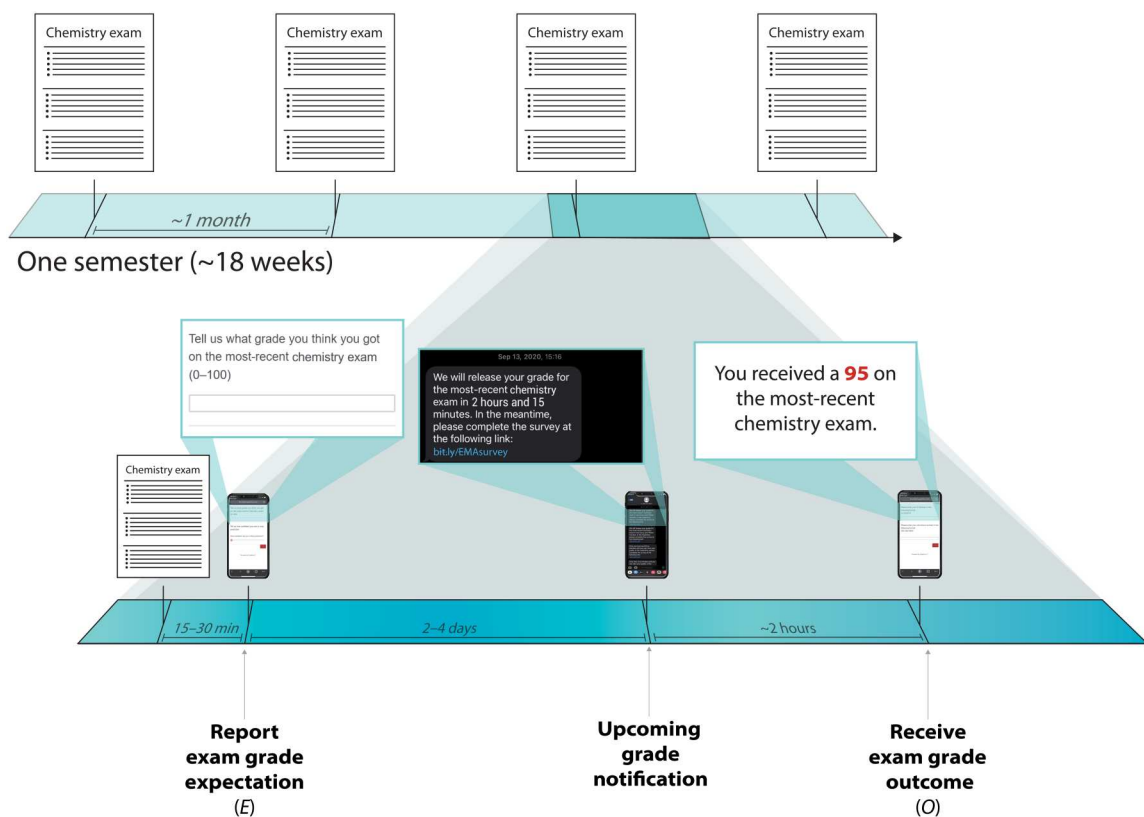 Chemistry exam
Chemistry exam
Chemistry exam
Chemistry exam
~1 month
One semester (~18 weeks)
Tell us what grade you think you got
on the most-recent chemistry exam
(0–100)
Sep 13, 2020, 15:16
We will release your grade for
the most-recent chemistry
exam in 2 hours and 15
minutes. In the meantime,
please complete the survey at
the following link:
bit.ly/EMAsurvey
You received a 95 on
the most-recent
chemistry exam.
Chemistry exam
15–30 min
2–4 days
~2 hours
Report
exam grade
expectation
(E)
Upcoming
grade
notification
Receive
exam grade
outcome
(O)